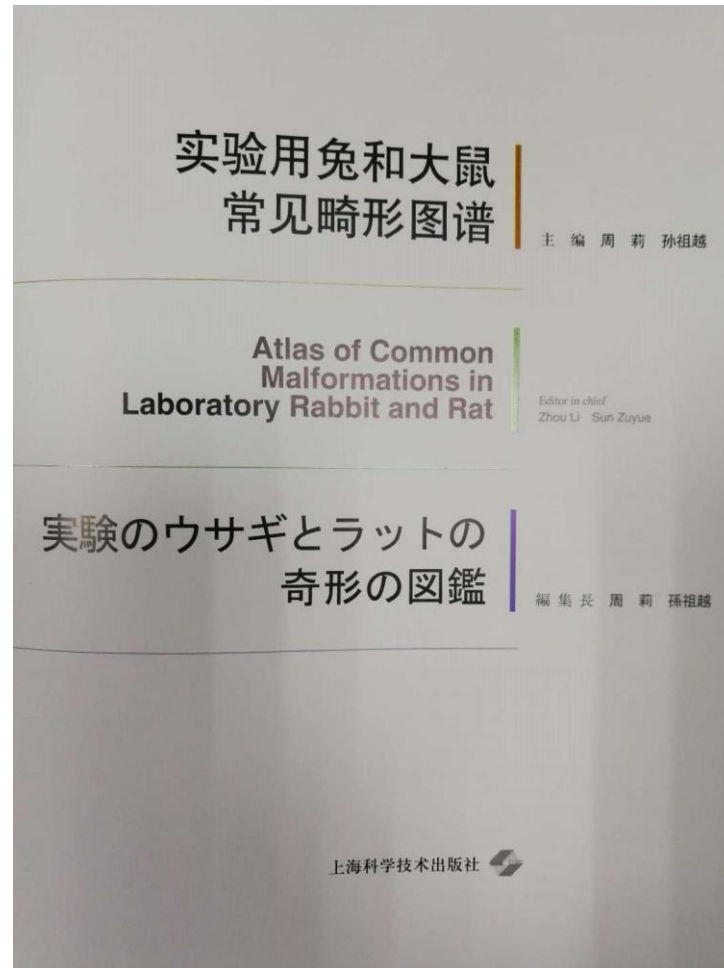 实验用兔和大鼠
常见畸形图谱
主 编 周 莉 孙祖越
Atlas of Common
Malformations in
Laboratory Rabbit and Rat
Editor in chief
Zhou Li Sun Zuyue
実験のウサギとラットの
奇形の図鑑
編集長 周 莉 孫祖越
上海科学技术出版社